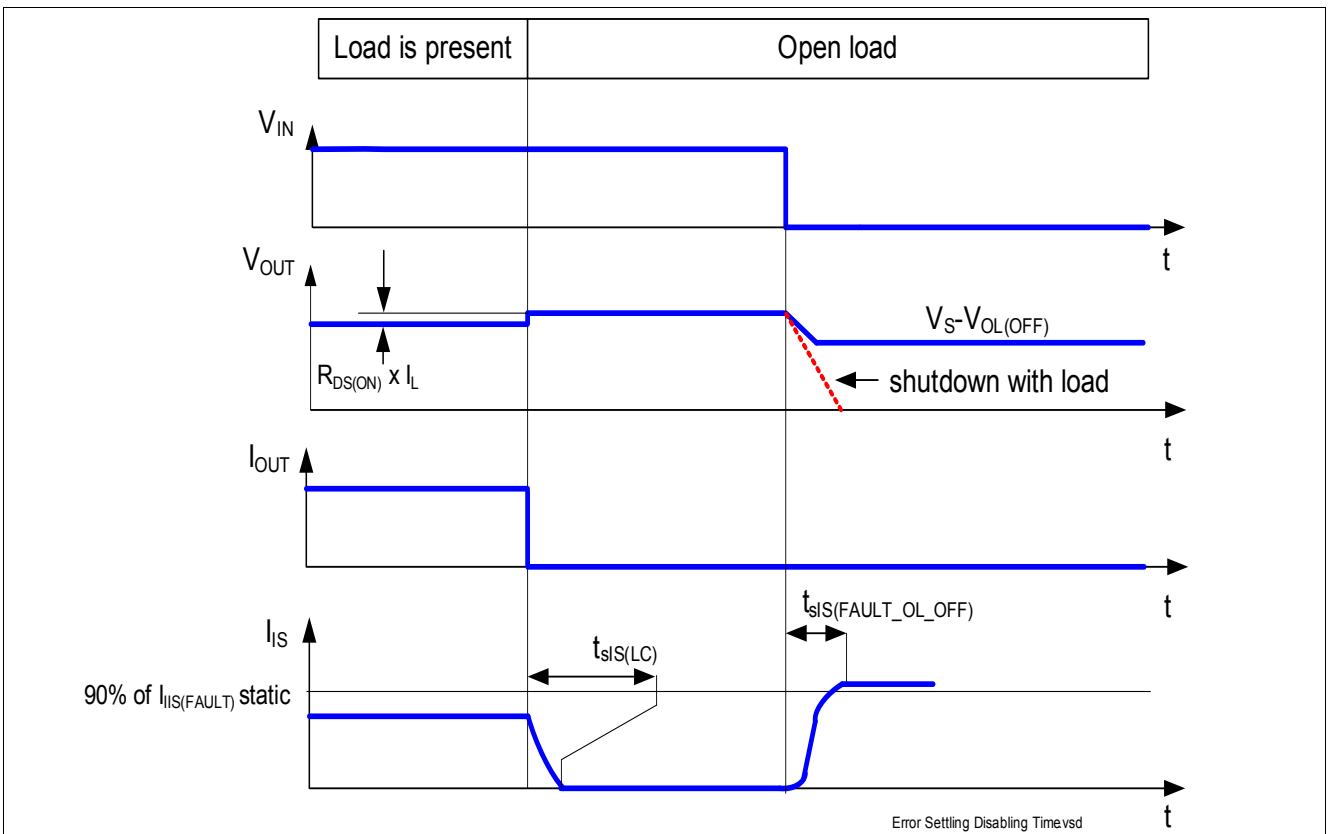 Load is present
Open load
VIN
t
VOUT
VS-VOL(OFF)
RDS(ON) x IL
shutdown with load
t
IOUT
t
tsIS(FAULT_OL_OFF)
IIS
tsIS(LC)
90% of IIIS(FAULT) static
t
Error Settling Disabling Time.vsd